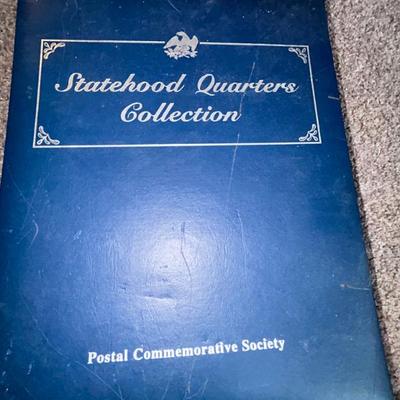 Statehood Quarters
Collection
Postal Commemorative Society